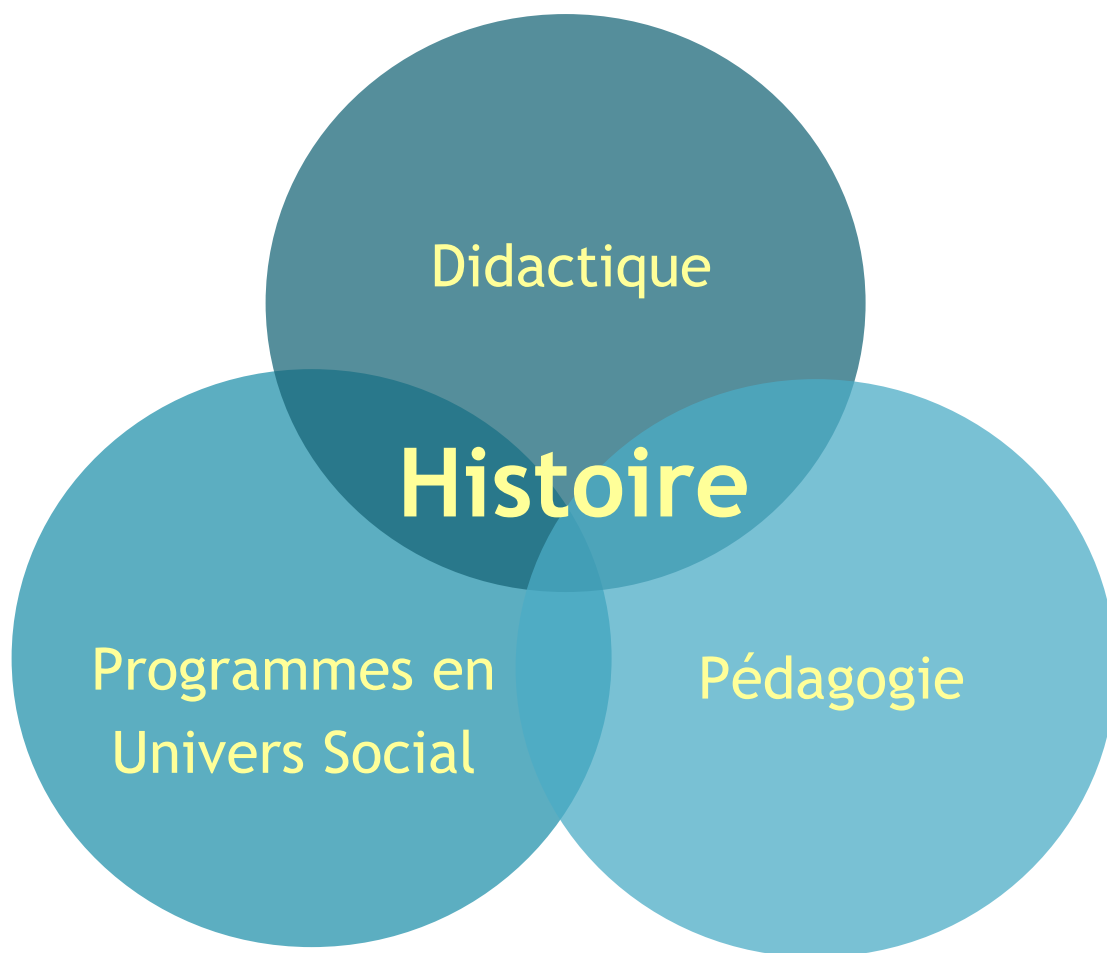 Didactique
Histoire
Programmes en
Univers Social
Pédagogie